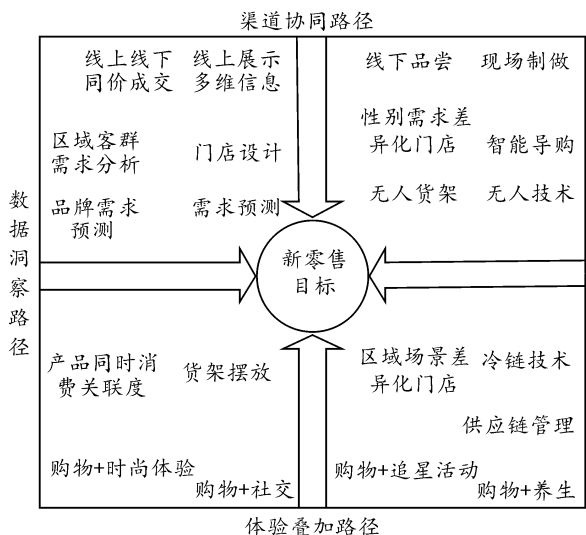 渠道协同路径
线上线下
同价成交
线上展示
多维信息
区域客群
需求分析
门店设计
品牌需求
预测
需求预测
线下品尝
现场制做
性别需求差
异化门店
智能导购
无人货架
无人技术
数据洞察路径
新零售
目标
产品同时消
费关联度
货架摆放
购物+时尚体验
购物+社交
区域场景差
异化门店
冷链技术
供应链管理
购物+追星活动
购物+养生
体验叠加路径